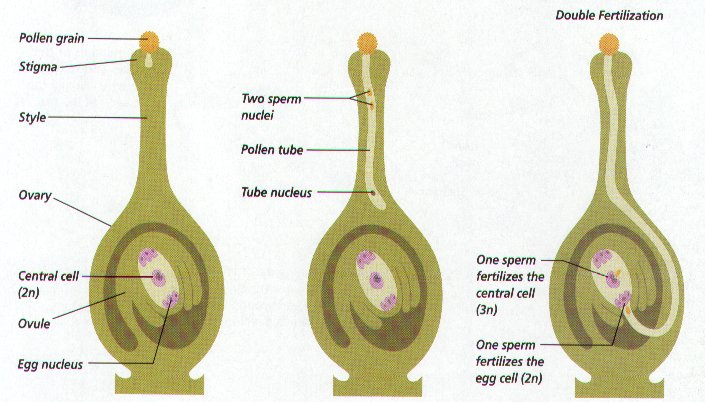 Double Fertilization
Pollen grain
Stigma
Style
Ovary
Central cell
(2n)
Ovule
Egg nucleus
Two sperm
nuclei
Pollen tube
Tube nucleus
One sperm
fertilizes the
central cell
(3n)
One sperm
fertilizes the
egg cell (2n)